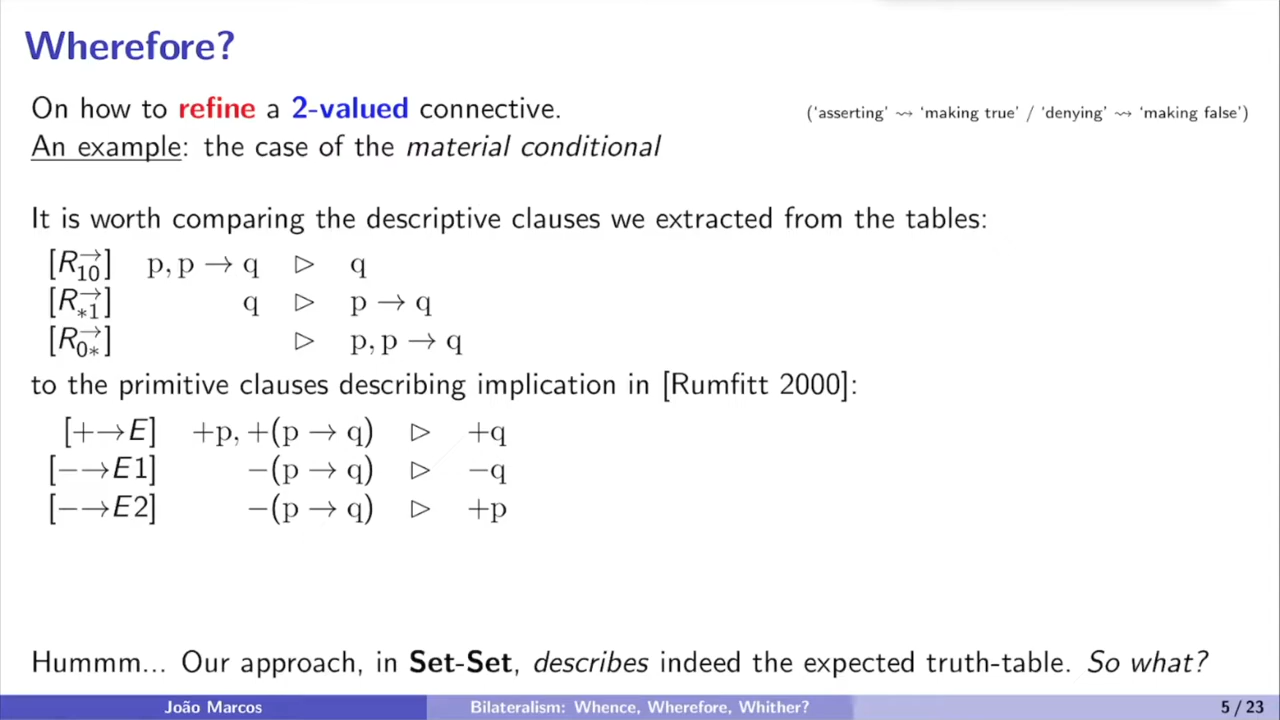 Wherefore?
On how to refine a 2-valued connective.
('asserting' ⇝ 'making true' / 'denying' ⇝ 'making false')
An example: the case of the material conditional
It is worth comparing the descriptive clauses we extracted from the tables:
[R→10] p, p → q ▷ q
[R→∗1] q ▷ p → q
[R→0∗] ▷ p, p → q
to the primitive clauses describing implication in [Rumfitt 2000]:
[+→E] +p, +(p → q) ▷ +q
[−→E1] −(p → q) ▷ −q
[−→E2] −(p → q) ▷ +p
Hummm... Our approach, in Set-Set, describes indeed the expected truth-table. So what?
João Marcos Bilateralism: Whence, Wherefore, Whither? 5 / 23